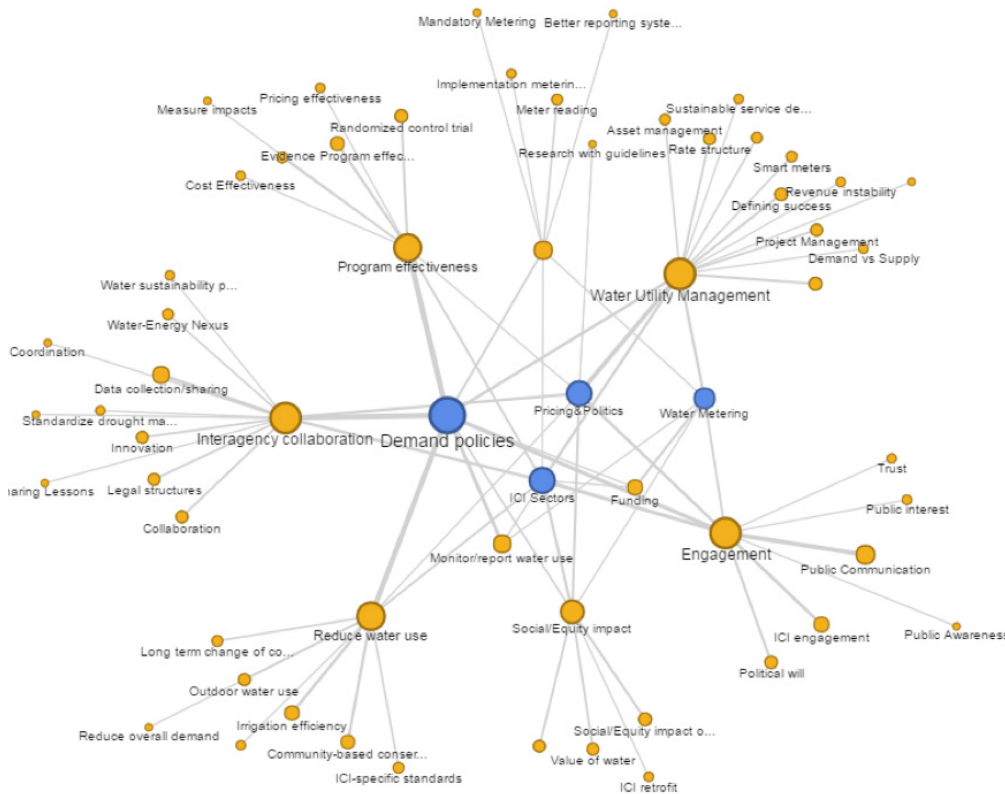 Mandatory Metering
Better reporting syste...
Implementation meterin...
Pricing effectiveness
Measure impacts
Meter reading
Sustainable service de...
Randomized control trial
Asset management
Rate structure
Evidence Program effec...
Research with guidelines
Smart meters
Cost Effectiveness
Revenue instability
Defining success
Project Management
Demand vs Supply
Program effectiveness
Water Utility Management
Water sustainability p...
Water-Energy Nexus
Coordination
Data collection/sharing
Pricing&Politics
Water Metering
Standardize drought ma...
Interagency collaboration
Demand policies
Innovation
Trust
haring Lessons
Legal structures
ICI Sectors
Funding
Public interest
Collaboration
Monitor/report water use
Engagement
Public Communication
Reduce water use
Social/Equity impact
ICI engagement
Public Awareness
Long term change of co...
Political will
Outdoor water use
Irrigation efficiency
Social/Equity impact o...
Reduce overall demand
Community-based conser...
Value of water
ICI-specific standards
ICI retrofit